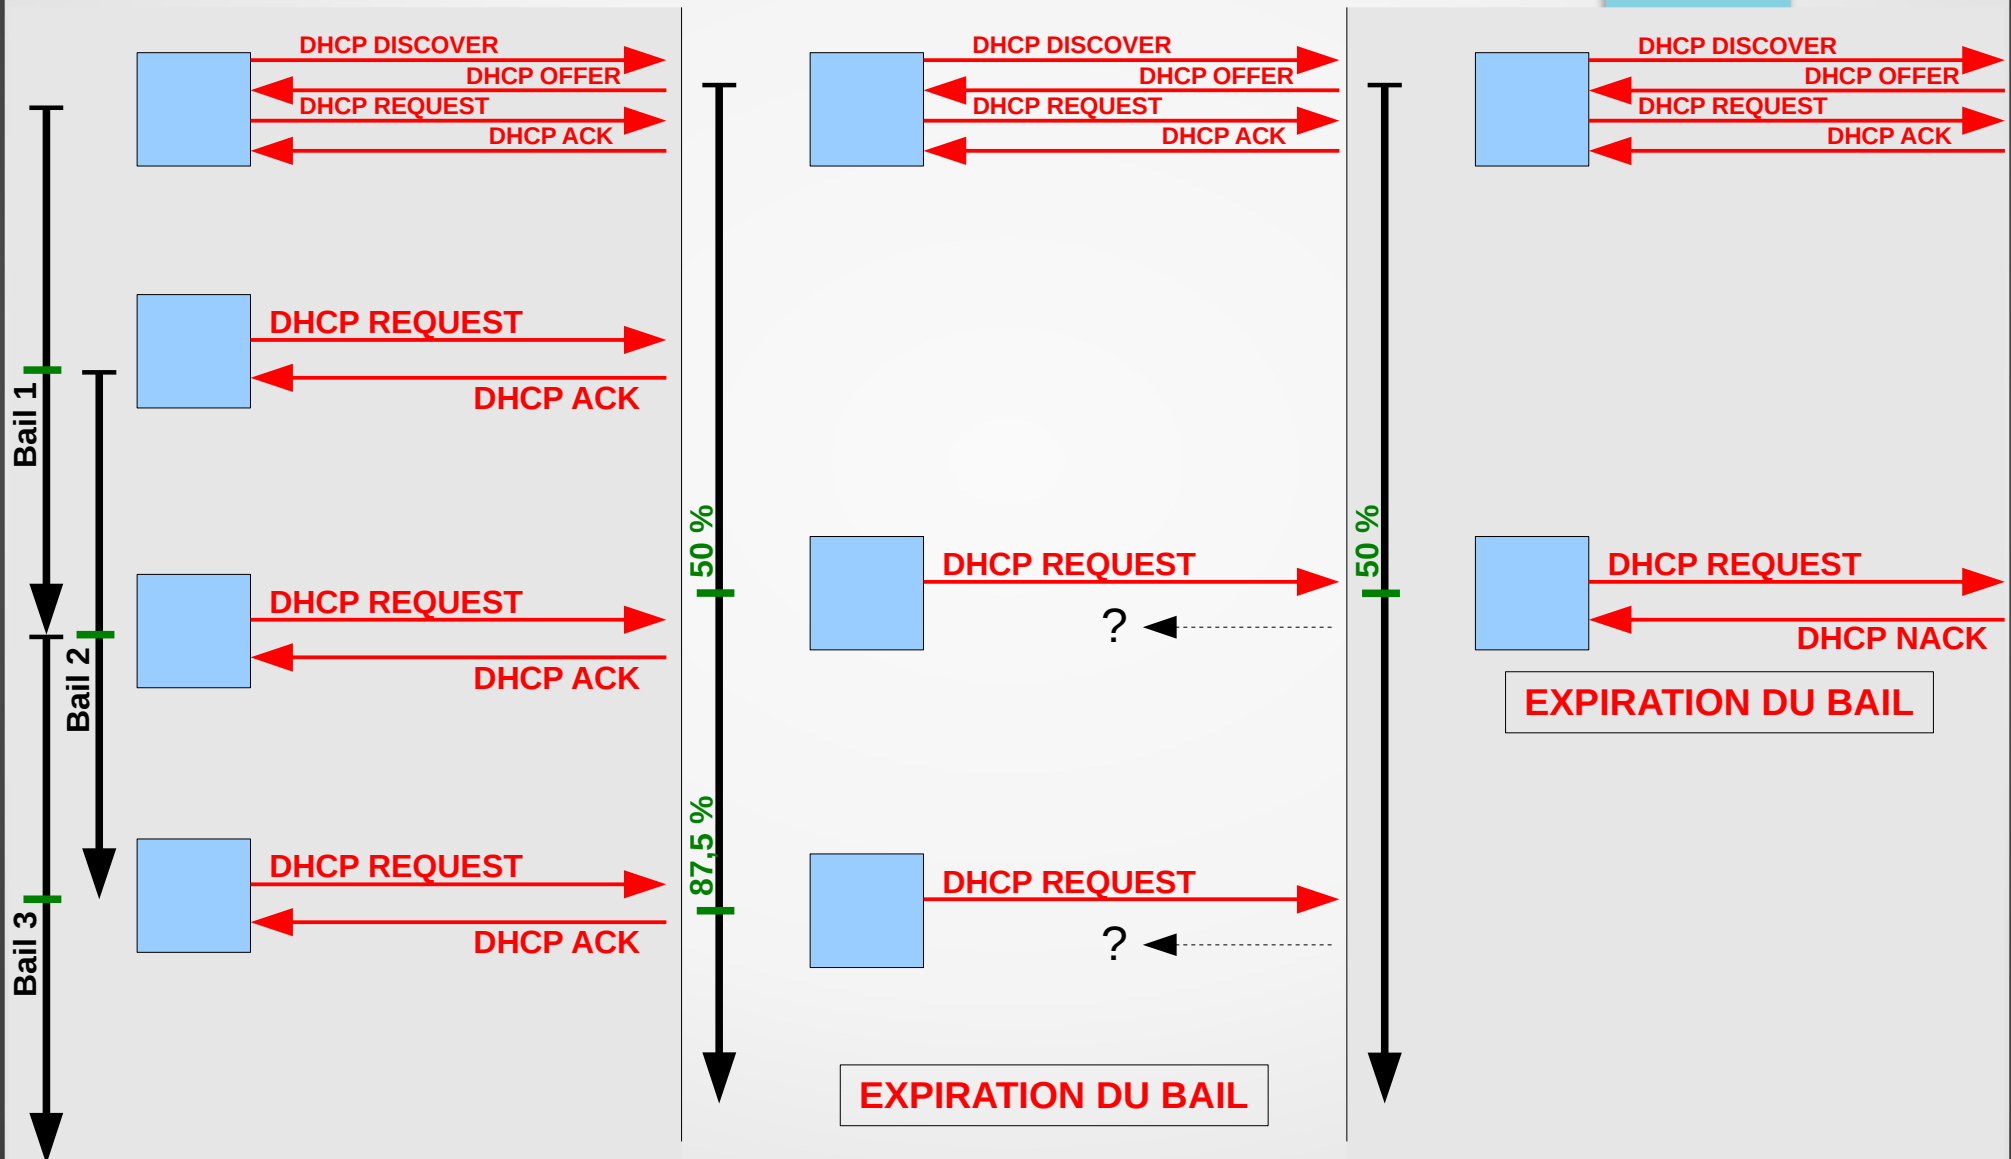 DHCP DISCOVER
DHCP OFFER
DHCP REQUEST
DHCP ACK
DHCP REQUEST
DHCP ACK
Bail 1
DHCP REQUEST
DHCP ACK
Bail 2
DHCP REQUEST
DHCP ACK
Bail 3
DHCP DISCOVER
DHCP OFFER
DHCP REQUEST
DHCP ACK
50 %
DHCP REQUEST
?
87,5 %
DHCP REQUEST
?
EXPIRATION DU BAIL
DHCP DISCOVER
DHCP OFFER
DHCP REQUEST
DHCP ACK
50 %
DHCP REQUEST
DHCP NACK
EXPIRATION DU BAIL